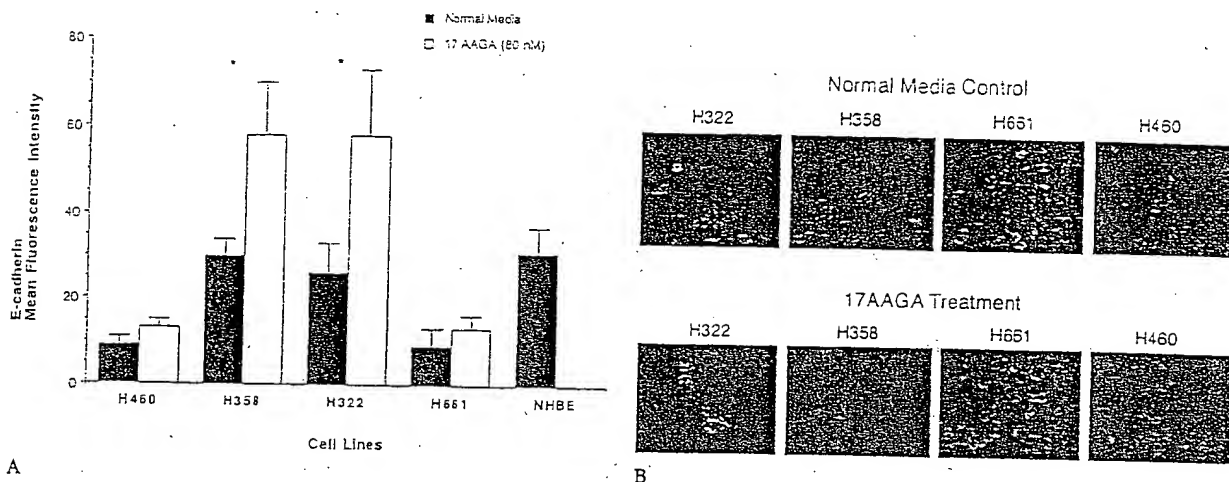 Normal Media
17 AAGA (80 nM)
80
60
40
20
0
E-cadherin
Mean Fluorescence Intensity
* *
H460 H358 H322 H661 NHBE
Cell Lines
A
Normal Media Control
H322 H358 H661 H460
17AAGA Treatment
H322 H358 H661 H460
B